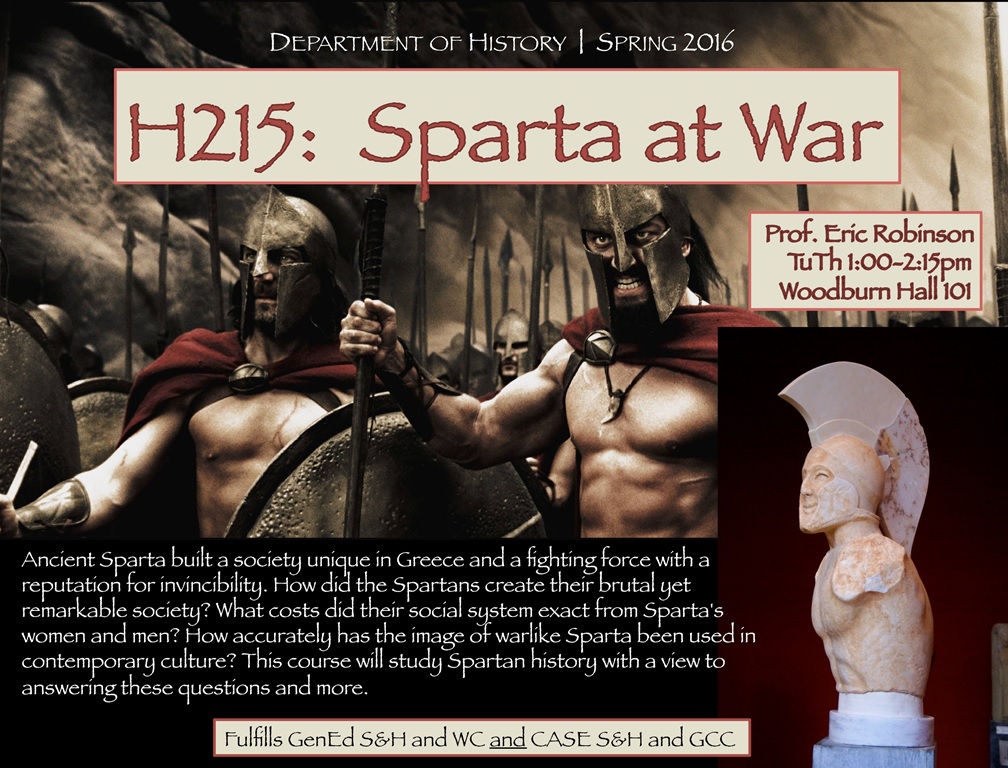 DEPARTMENT OF HISTORY | SPRING 2016
H215: Sparta at War
Prof. Eric Robinson
TuTh 1:00-2:15pm
Woodburn Hall 101
Ancient Sparta built a society unique in Greece and a fighting force with a
reputation for invincibility. How did the Spartans create their brutal yet
remarkable society? What costs did their social system exact from Sparta's
women and men? How accurately has the image of warlike Sparta been used in
contemporary culture? This course will study Spartan history with a view to
answering these questions and more.
Fulfills GenEd S&H and WC and CASE S&H and GCC